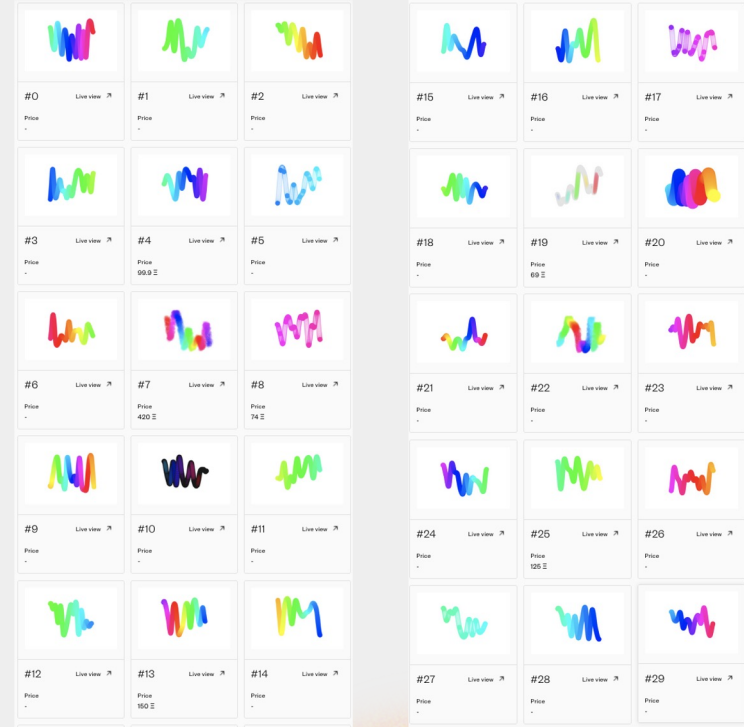 #0 Live view ↗
Price
-
#1 Live view ↗
Price
-
#2 Live view ↗
Price
-
#3 Live view ↗
Price
-
#4 Live view ↗
Price
99.9 Ξ
#5 Live view ↗
Price
-
#6 Live view ↗
Price
-
#7 Live view ↗
Price
420 Ξ
#8 Live view ↗
Price
74 Ξ
#9 Live view ↗
Price
-
#10 Live view ↗
Price
-
#11 Live view ↗
Price
-
#12 Live view ↗
Price
-
#13 Live view ↗
Price
150 Ξ
#14 Live view ↗
Price
-
#15 Live view ↗
Price
-
#16 Live view ↗
Price
-
#17 Live view ↗
Price
-
#18 Live view ↗
Price
-
#19 Live view ↗
Price
69 Ξ
#20 Live view ↗
Price
-
#21 Live view ↗
Price
-
#22 Live view ↗
Price
-
#23 Live view ↗
Price
-
#24 Live view ↗
Price
-
#25 Live view ↗
Price
125 Ξ
#26 Live view ↗
Price
-
#27 Live view ↗
Price
-
#28 Live view ↗
Price
-
#29 Live view ↗
Price
-